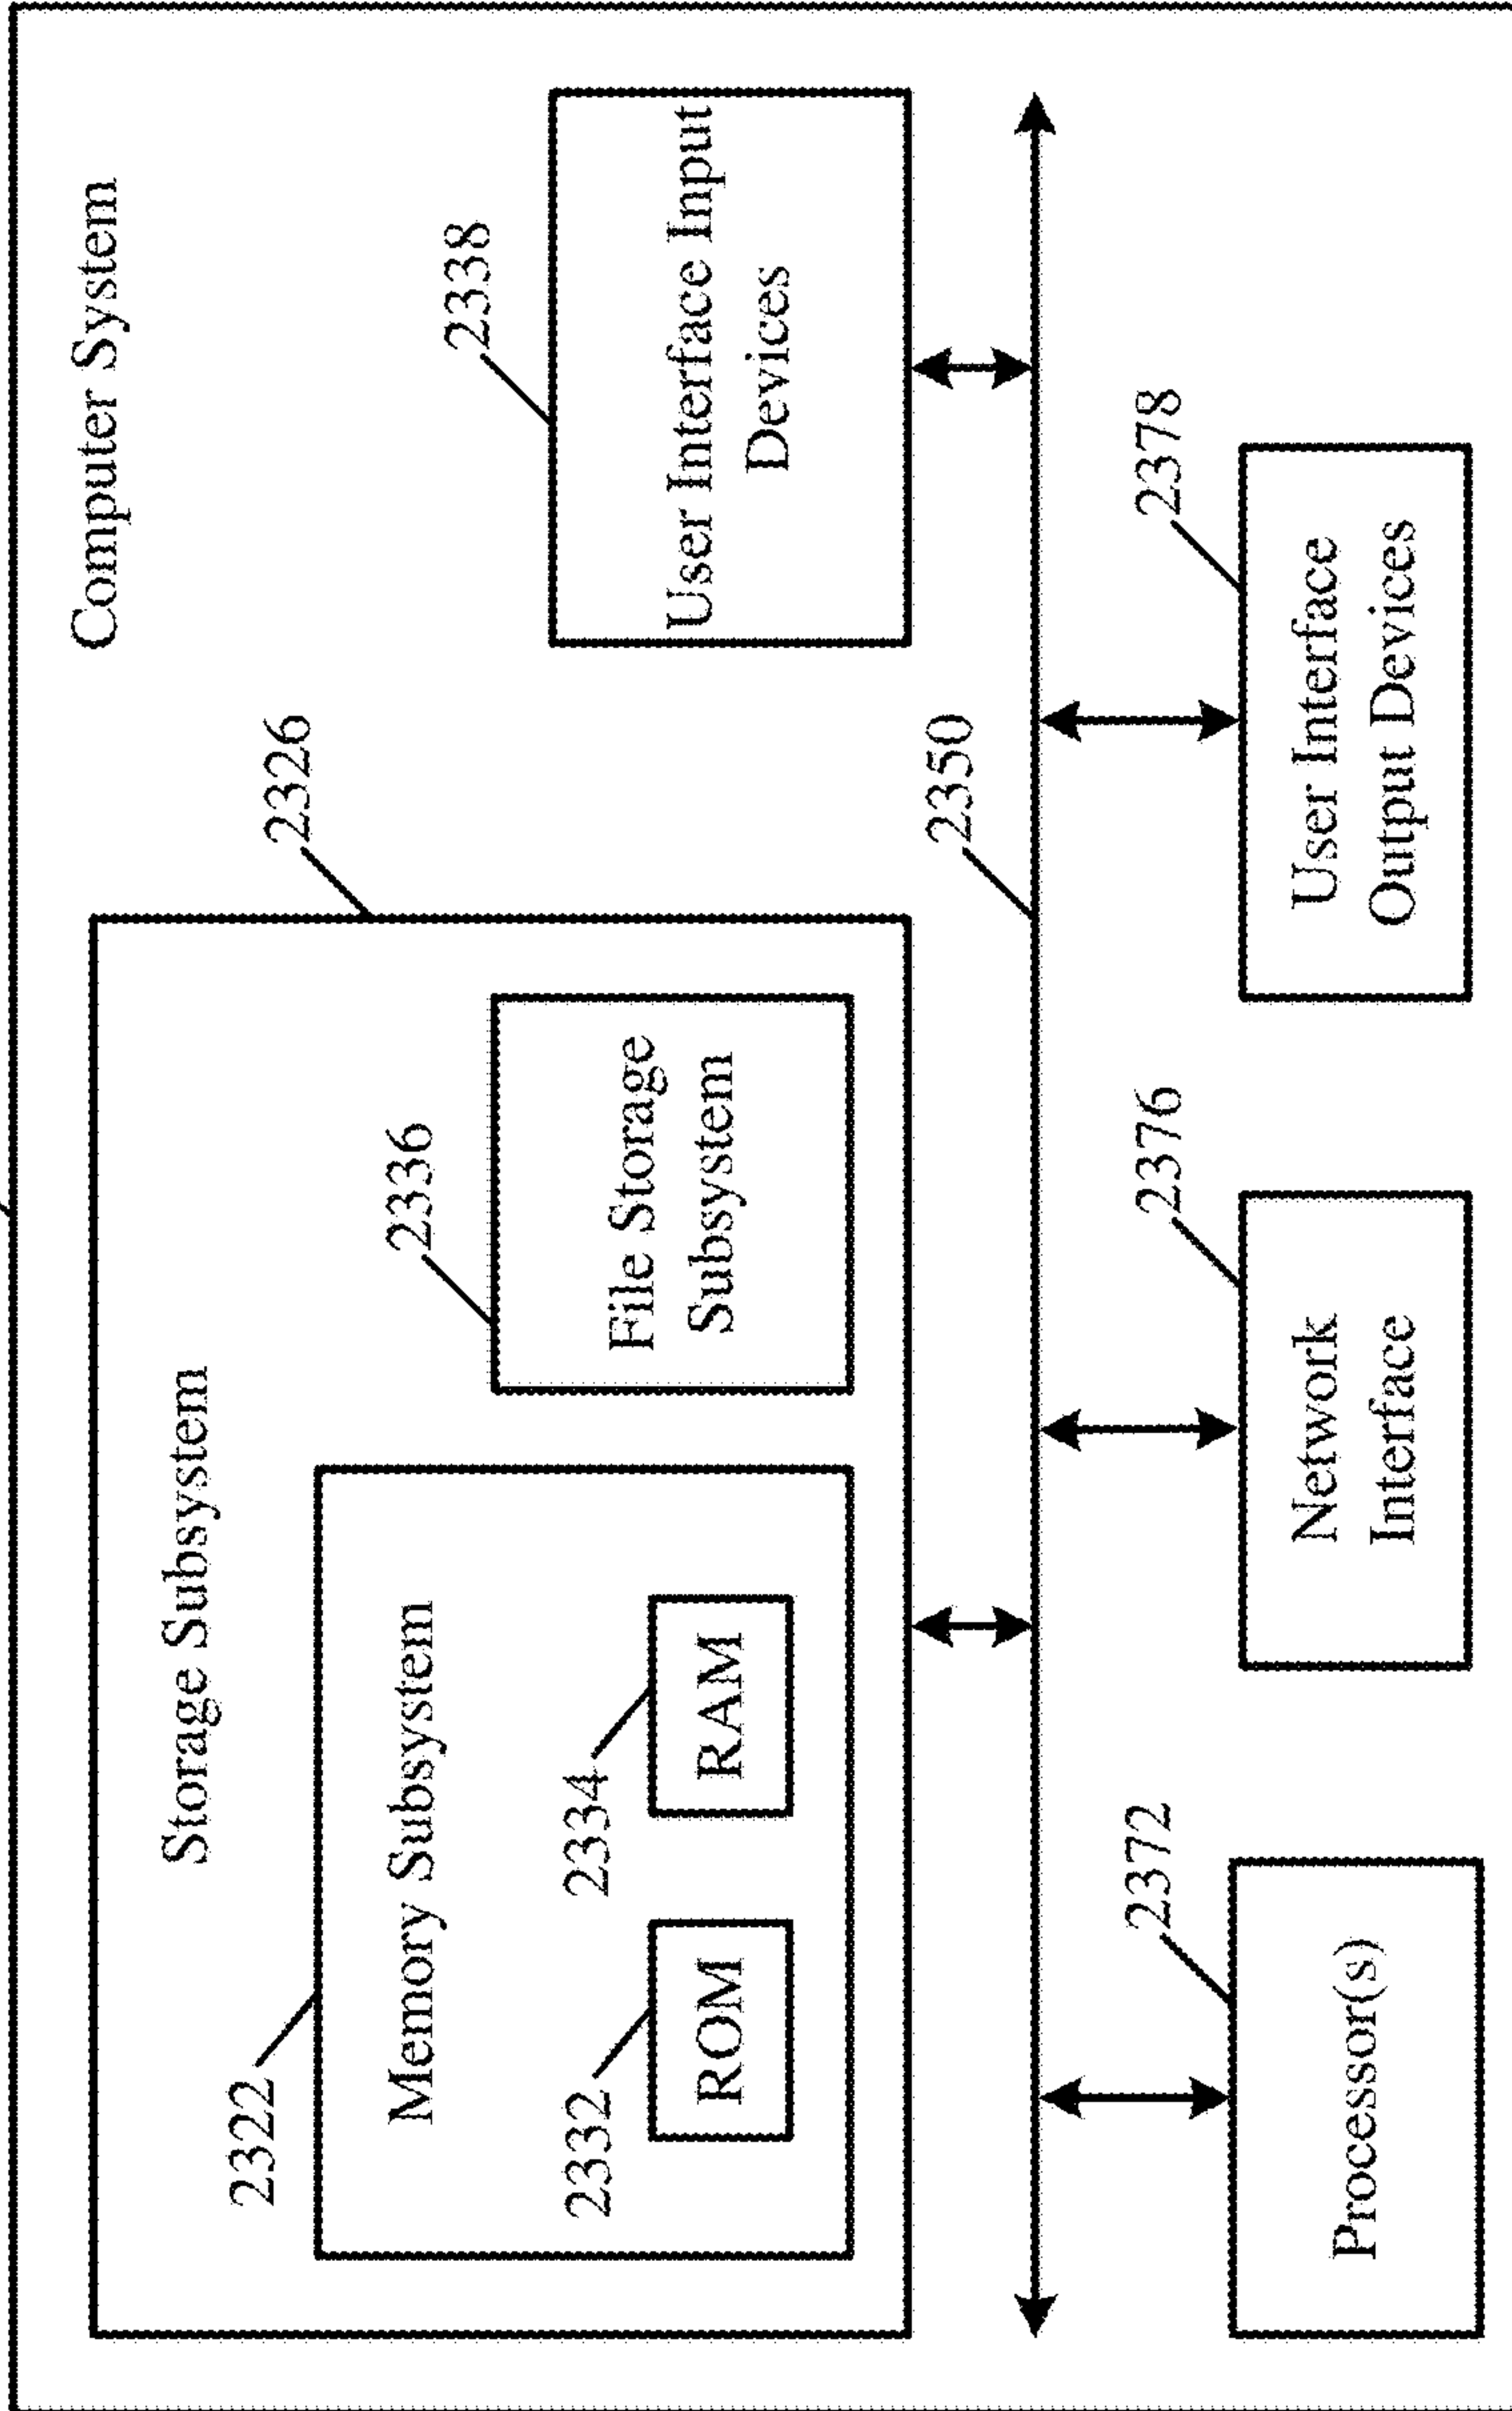 Computer System
Storage Subsystem
2326
2322
Memory Subsystem
2336
2338
2332
2334
ROM
RAM
File Storage
Subsystem
User Interface Input
Devices
2350
2372
2376
2378
Processor(s)
Network
Interface
User Interface
Output Devices